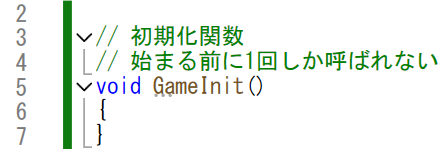 2
3 // 初期化関数
4 // 始まる前に1回しか呼ばれない
5 void GameInit()
6 {
7 }